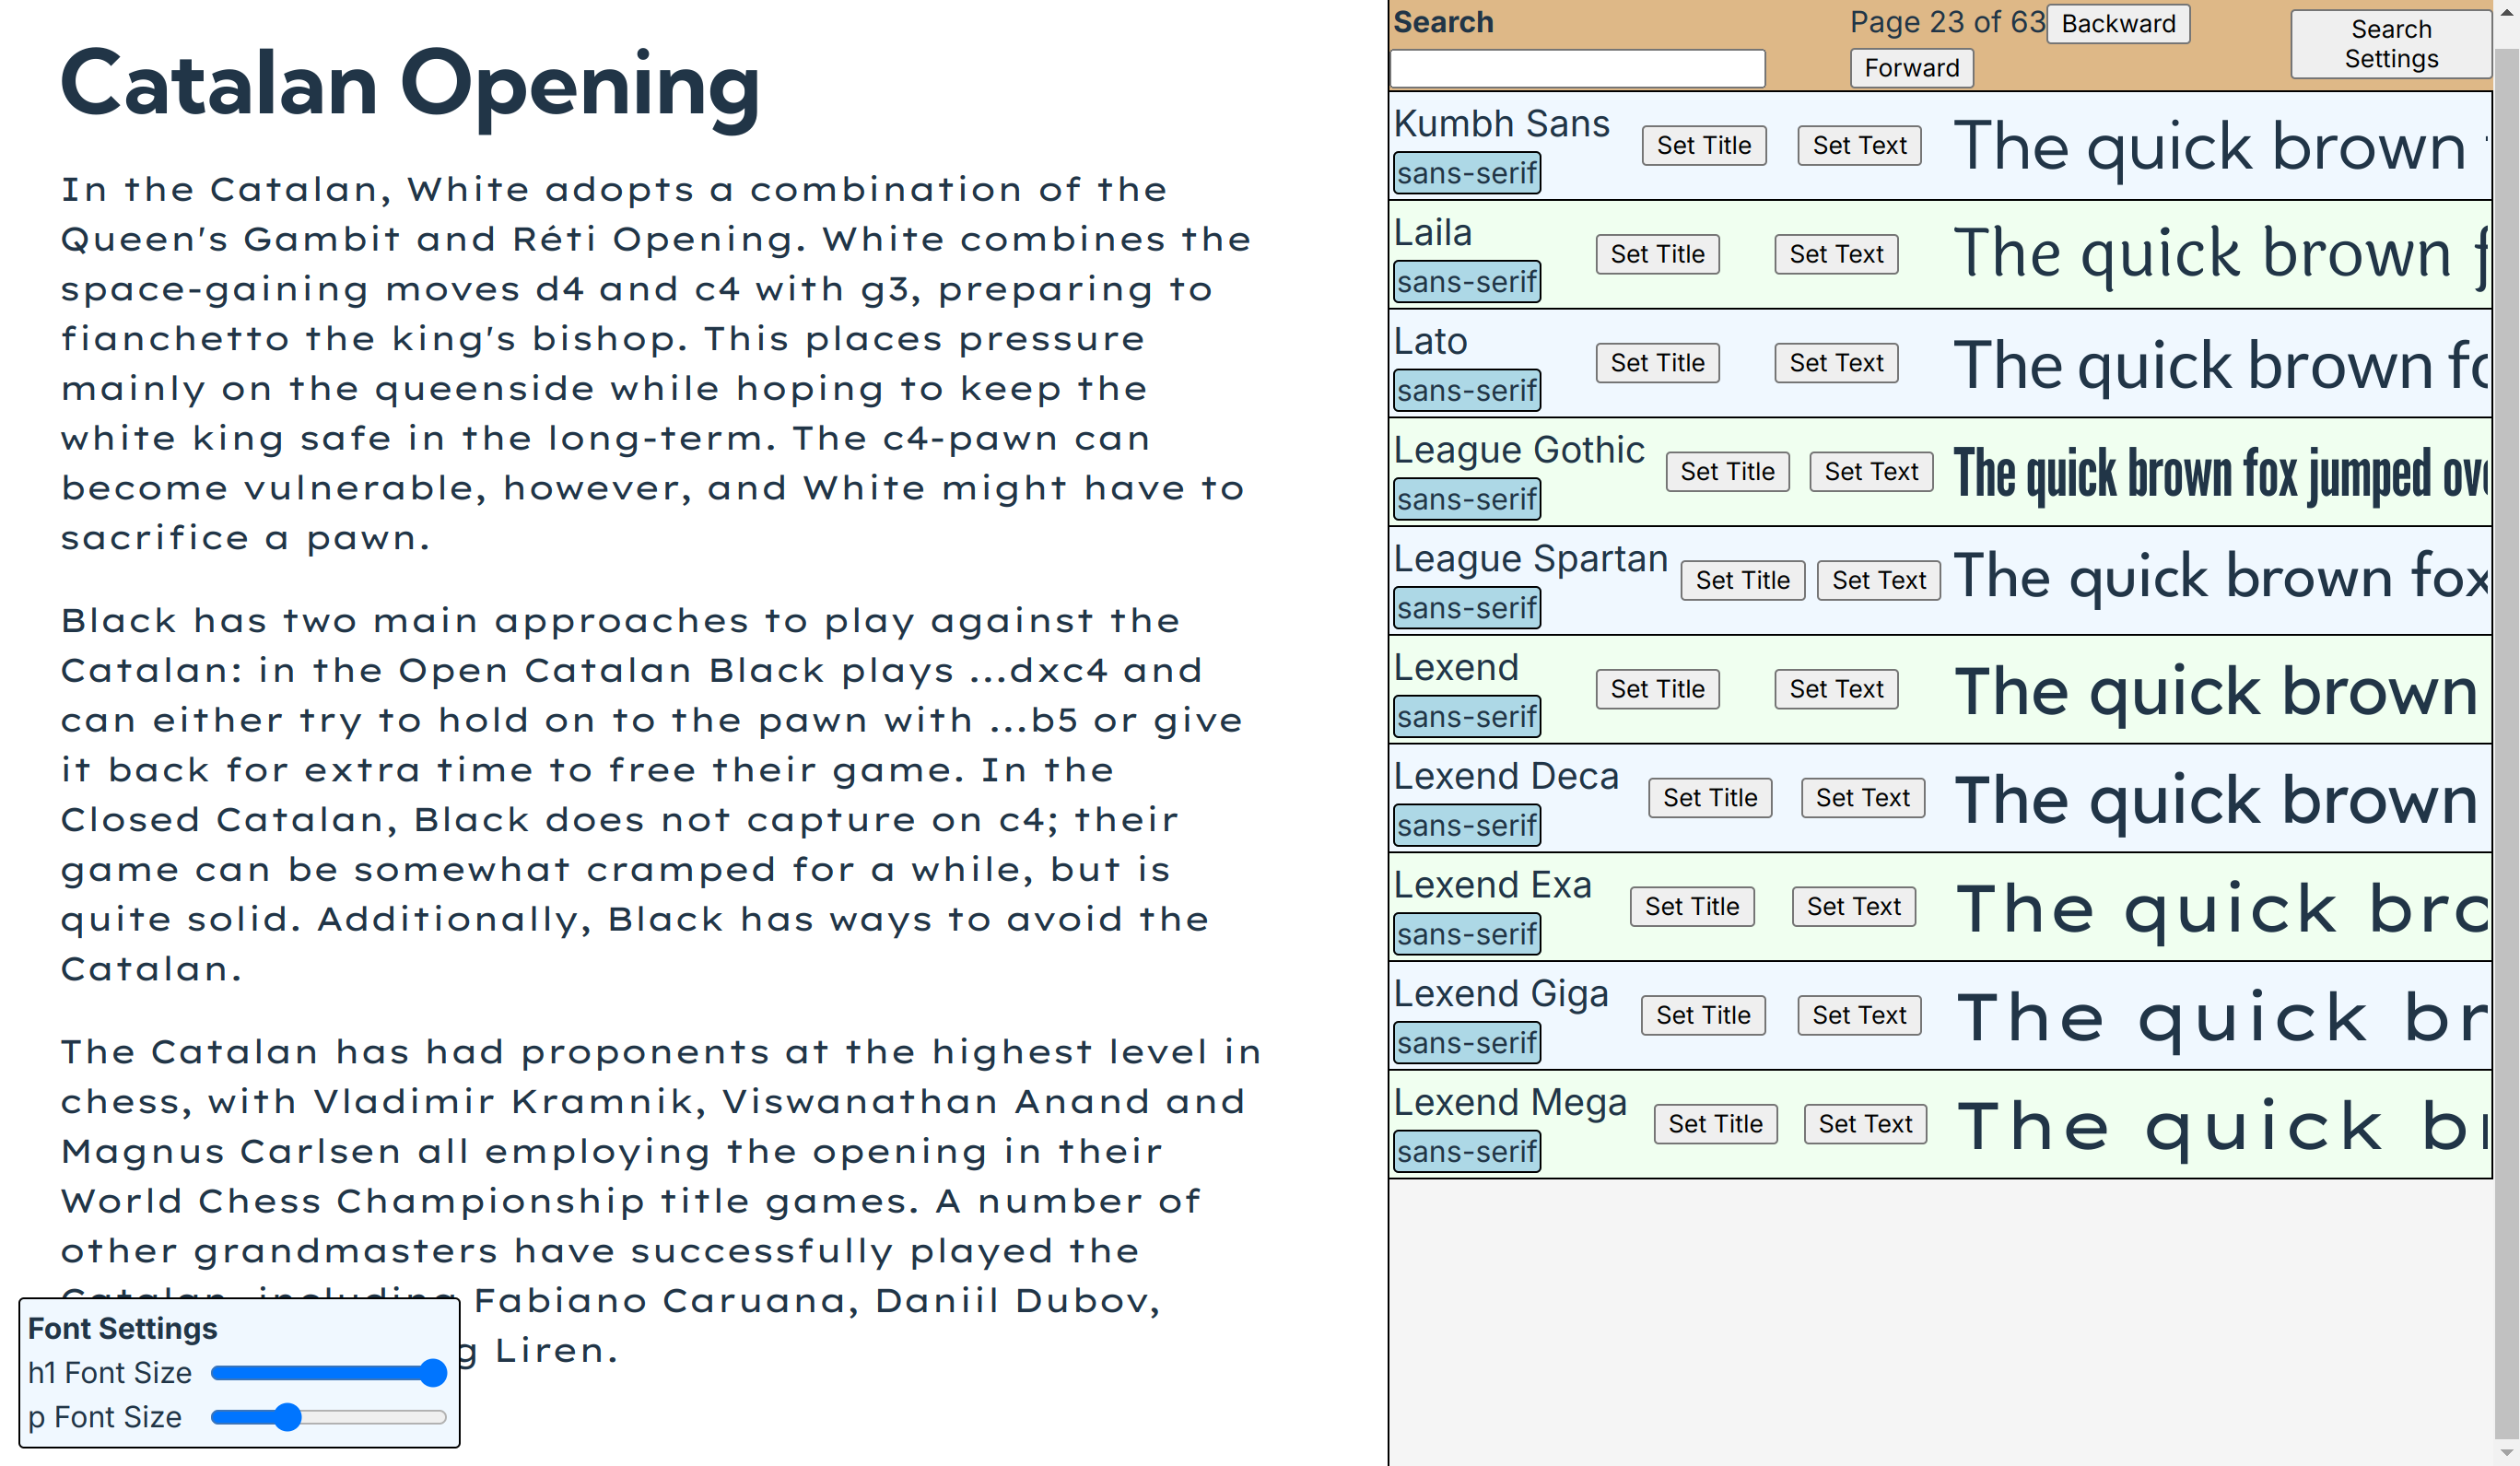 Catalan Opening
In the Catalan, White adopts a combination of the
Queen's Gambit and Réti Opening. White combines the
space-gaining moves d4 and c4 with g3, preparing to
fianchetto the king's bishop. This places pressure
mainly on the queenside while hoping to keep the
white king safe in the long-term. The c4-pawn can
become vulnerable, however, and White might have to
sacrifice a pawn.
Black has two main approaches to play against the
Catalan: in the Open Catalan Black plays ...dxc4 and
can either try to hold on to the pawn with ...b5 or give
it back for extra time to free their game. In the
Closed Catalan, Black does not capture on c4; their
game can be somewhat cramped for a while, but is
quite solid. Additionally, Black has ways to avoid the
Catalan.
The Catalan has had proponents at the highest level in
chess, with Vladimir Kramnik, Viswanathan Anand and
Magnus Carlsen all employing the opening in their
World Chess Championship title games. A number of
other grandmasters have successfully played the
Catalan, including Fabiano Caruana, Daniil Dubov,
g Liren.
Font Settings
h1 Font Size
p Font Size
Search
Page 23 of 63 Backward
Forward
Search
Settings
Kumbh Sans
sans-serif
Set Title Set Text The quick brown
Laila
sans-serif
Set Title Set Text The quick brown f
Lato
sans-serif
Set Title Set Text The quick brown fo
League Gothic
sans-serif
Set Title Set Text The quick brown fox jumped ove
League Spartan
sans-serif
Set Title Set Text The quick brown fox
Lexend
sans-serif
Set Title Set Text The quick brown
Lexend Deca
sans-serif
Set Title Set Text The quick brown
Lexend Exa
sans-serif
Set Title Set Text The quick bro
Lexend Giga
sans-serif
Set Title Set Text The quick br
Lexend Mega
sans-serif
Set Title Set Text The quick br